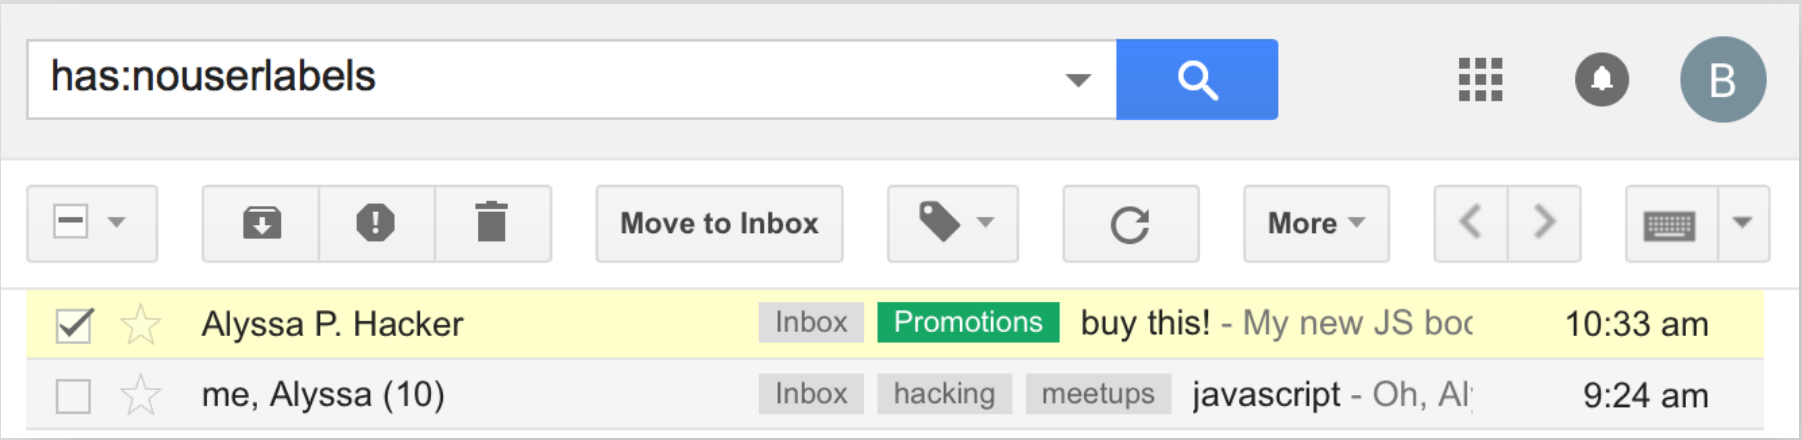 has:nouserlabels
B
Move to Inbox
More
Alyssa P. Hacker Inbox Promotions buy this! - My new JS boo 10:33 am
me, Alyssa (10) Inbox hacking meetups javascript - Oh, Aly 9:24 am